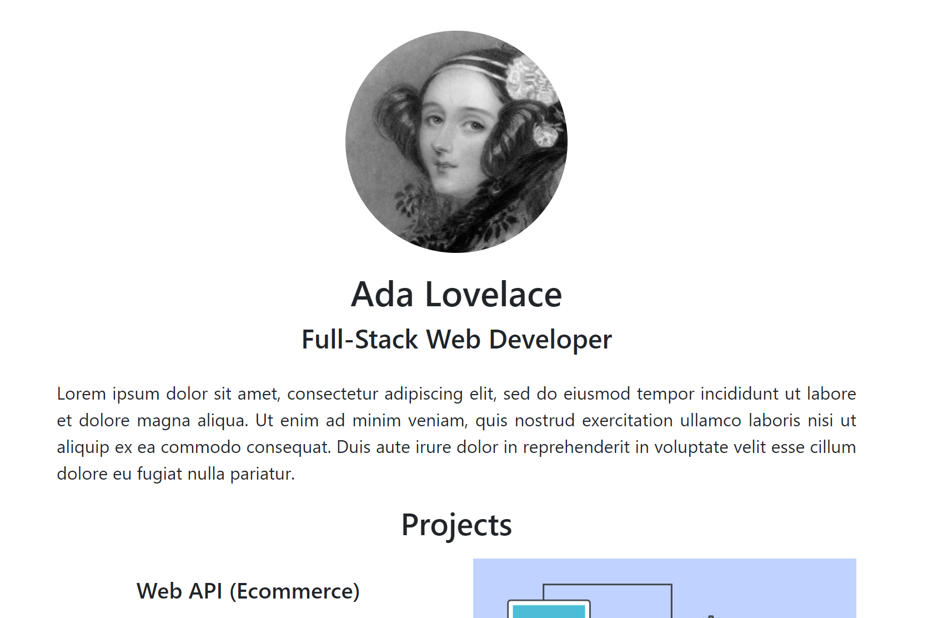 Ada Lovelace
Full-Stack Web Developer
Lorem ipsum dolor sit amet, consectetur adipiscing elit, sed do eiusmod tempor incididunt ut labore
et dolore magna aliqua. Ut enim ad minim veniam, quis nostrud exercitation ullamco laboris nisi ut
aliquip ex ea commodo consequat. Duis aute irure dolor in reprehenderit in voluptate velit esse cillum
dolore eu fugiat nulla pariatur.
Projects
Web API (Ecommerce)